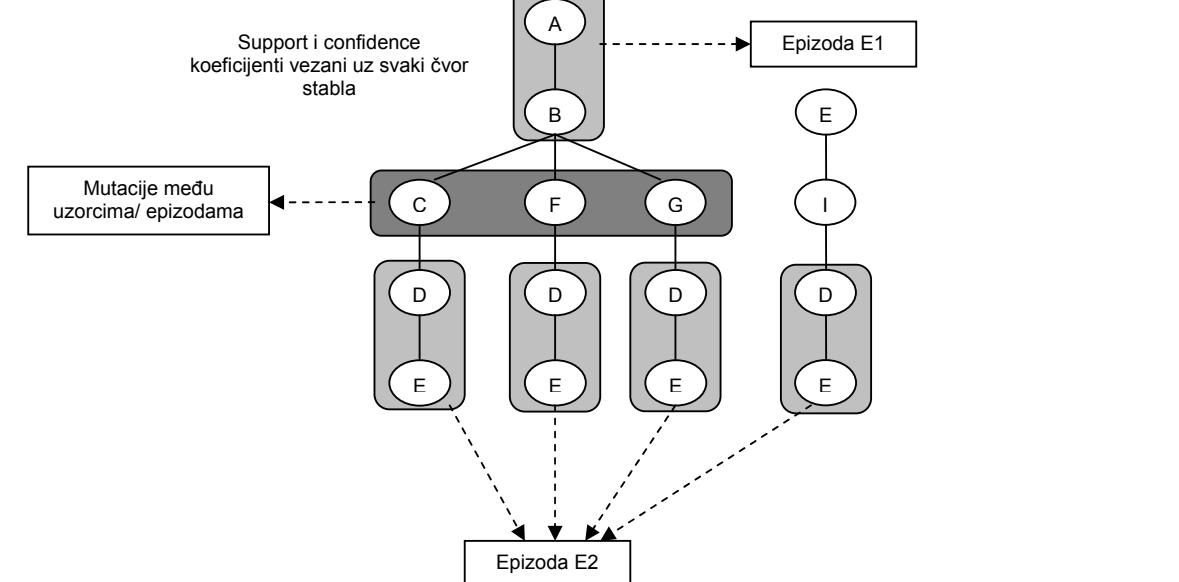 A
Support i confidence
koeficijenti vezani uz svaki čvor
stabla
Epizoda E1
B
E
Mutacije među
uzorcima/ epizodama
C
F
G
I
D
D
D
D
E
E
E
E
Epizoda E2